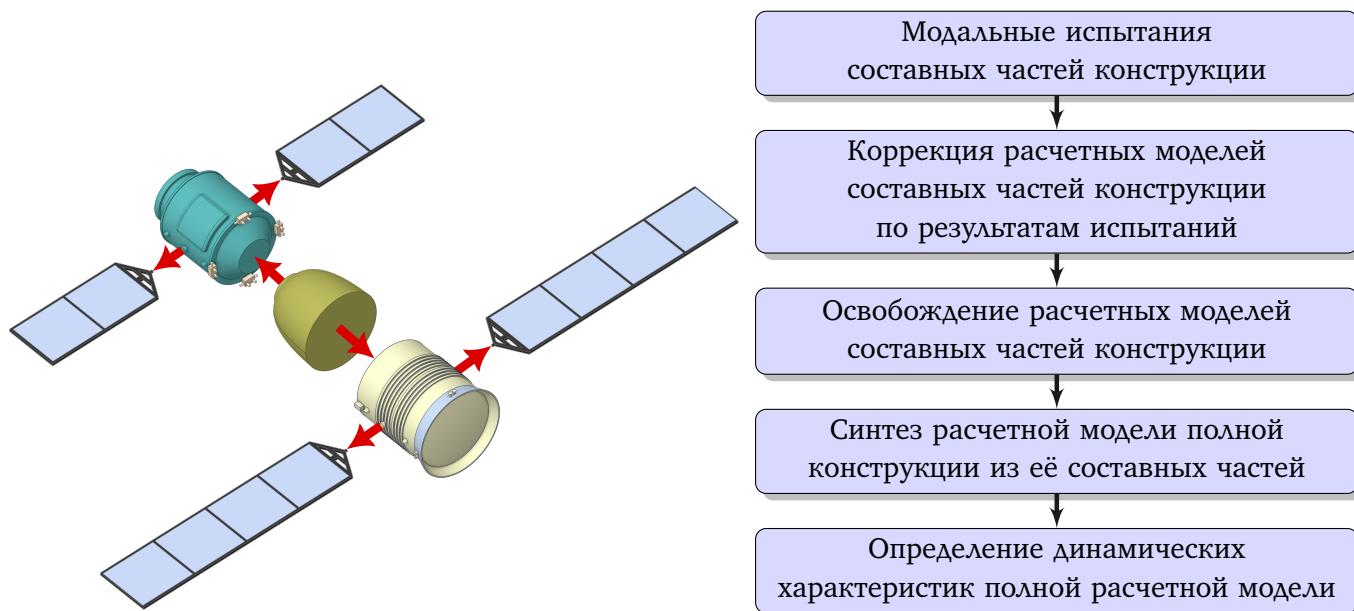 Модальные испытания
составных частей конструкции
Коррекция расчетных моделей
составных частей конструкции
по результатам испытаний
Освобождение расчетных моделей
составных частей конструкции
Синтез расчетной модели полной
конструкции из её составных частей
Определение динамических
характеристик полной расчетной модели